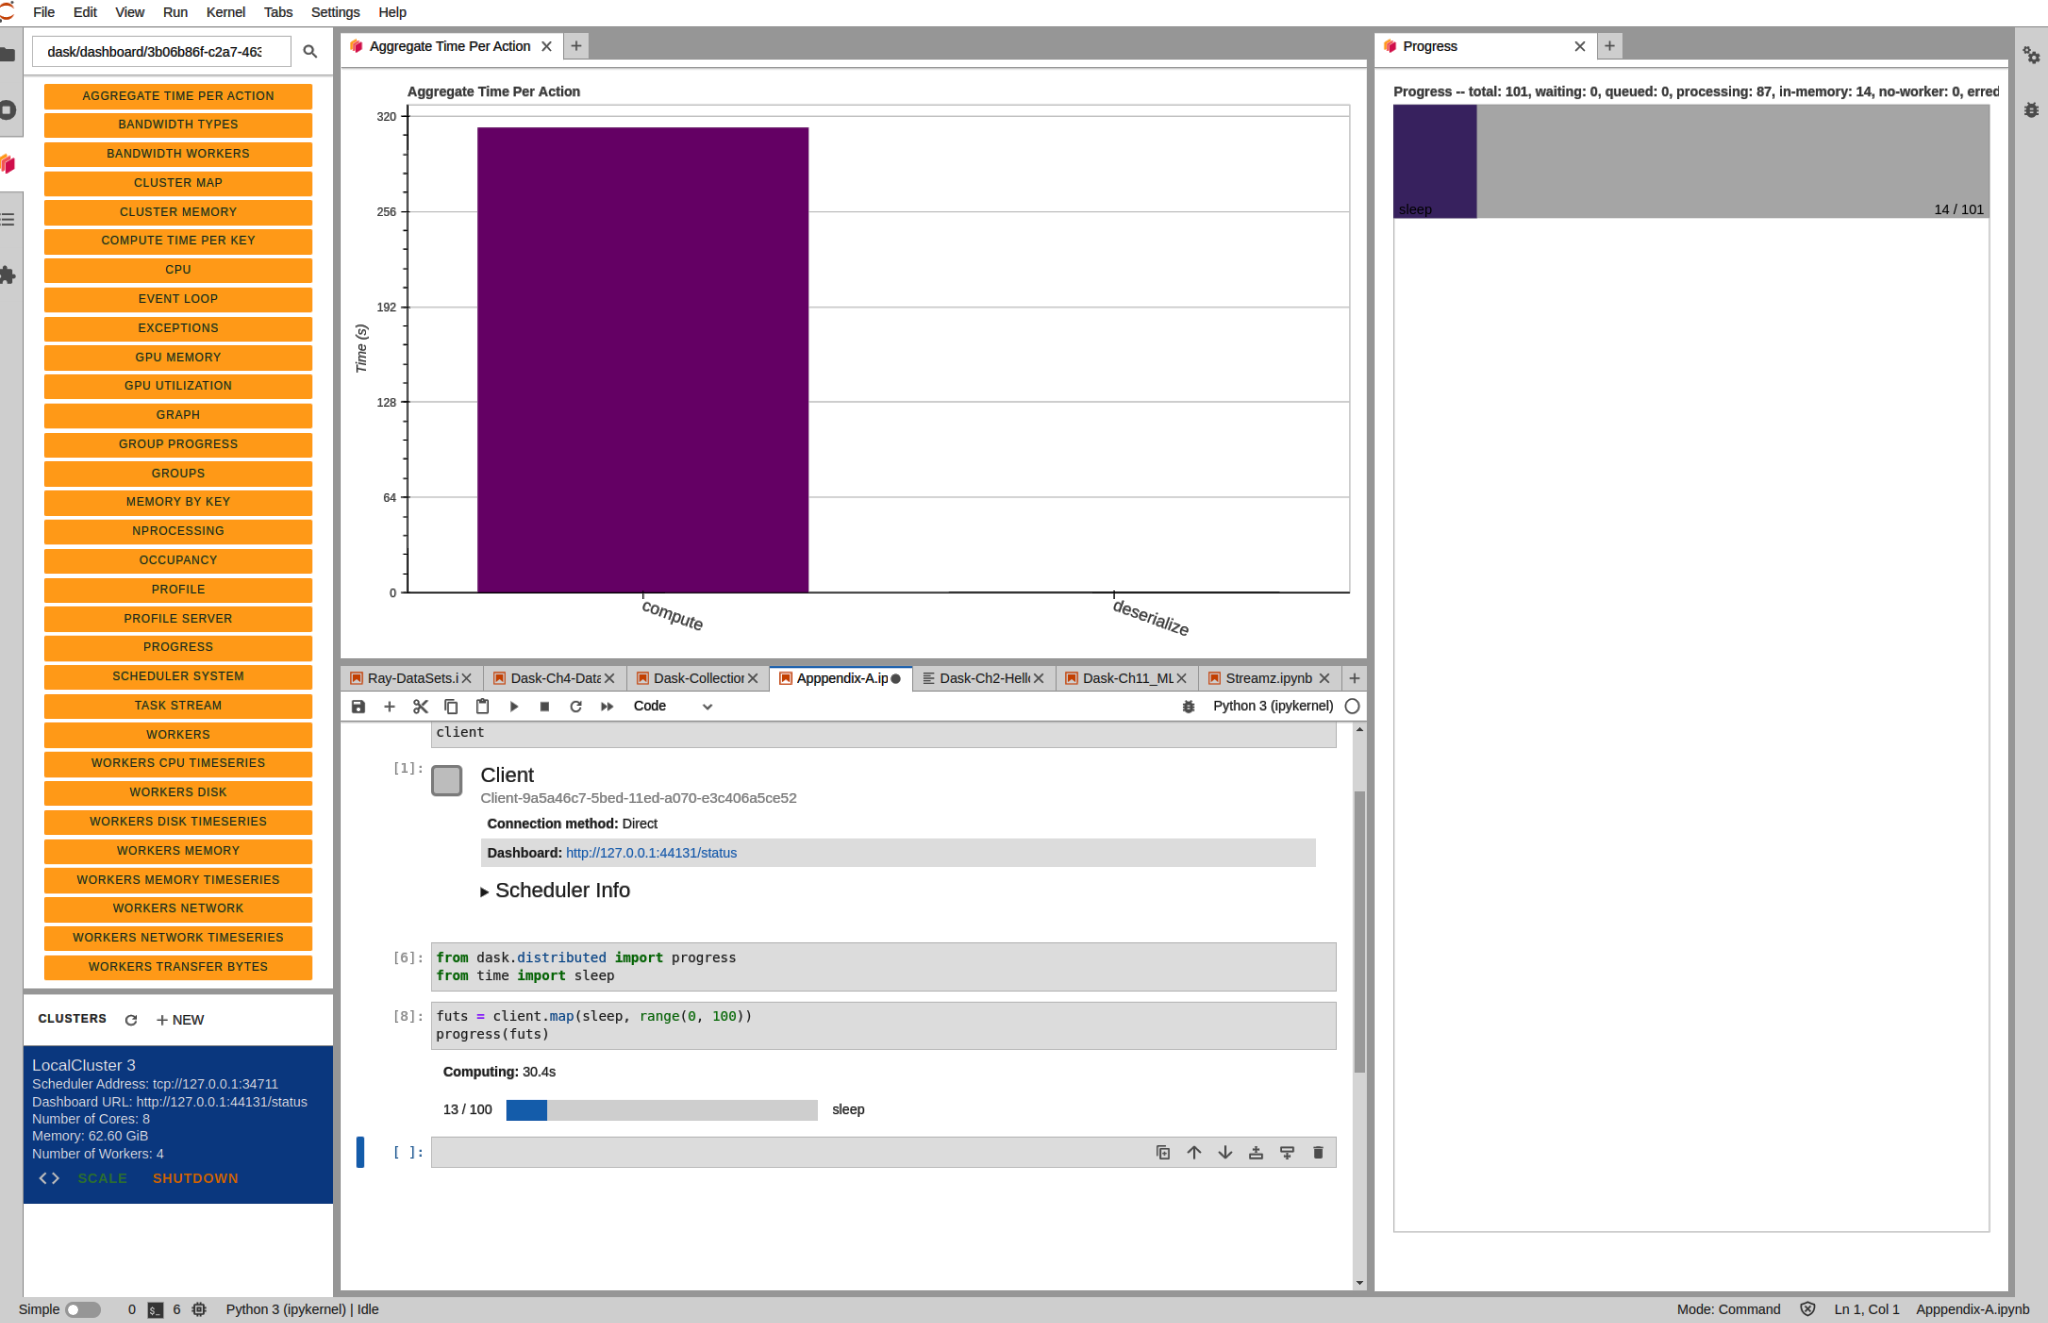 File Edit View Run Kernel Tabs Settings Help
dask/dashboard/3b06b86f-c2a7-463
AGGREGATE TIME PER ACTION
BANDWIDTH TYPES
BANDWIDTH WORKERS
CLUSTER MAP
CLUSTER MEMORY
COMPUTE TIME PER KEY
CPU
EVENT LOOP
EXCEPTIONS
GPU MEMORY
GPU UTILIZATION
GRAPH
GROUP PROGRESS
GROUPS
MEMORY BY KEY
NPROCESSING
OCCUPANCY
PROFILE
PROFILE SERVER
PROGRESS
SCHEDULER SYSTEM
TASK STREAM
WORKERS
WORKERS CPU TIMESERIES
WORKERS DISK
WORKERS DISK TIMESERIES
WORKERS MEMORY
WORKERS MEMORY TIMESERIES
WORKERS NETWORK
WORKERS NETWORK TIMESERIES
WORKERS TRANSFER BYTES
CLUSTERS + NEW
LocalCluster 3
Scheduler Address: tcp://127.0.0.1:34711
Dashboard URL: http://127.0.0.1:44131/status
Number of Cores: 8
Memory: 62.60 GiB
Number of Workers: 4
<> SCALE SHUTDOWN
Aggregate Time Per Action
Aggregate Time Per Action
320
256
192
128
64
0
Time (s)
compute deserialize
Ray-DataSets.i Dask-Ch4-Data Dask-Collection Apppendix-A.ip Dask-Ch2-Hell Dask-Ch11_ML Streamz.ipynb
Code Python 3 (ipykernel)
client
[1]: Client
Client-9a5a46c7-5bed-11ed-a070-e3c406a5ce52
Connection method: Direct
Dashboard: http://127.0.0.1:44131/status
Scheduler Info
[6]: from dask.distributed import progress
from time import sleep
[8]: futs = client.map(sleep, range(0, 100))
progress(futs)
Computing: 30.4s
13 / 100 sleep
[ ]:
Progress
Progress -- total: 101, waiting: 0, queued: 0, processing: 87, in-memory: 14, no-worker: 0, erred
sleep 14 / 101
Simple 0 $_ 6 Python 3 (ipykernel) | Idle Mode: Command Ln 1, Col 1 Apppendix-A.ipynb